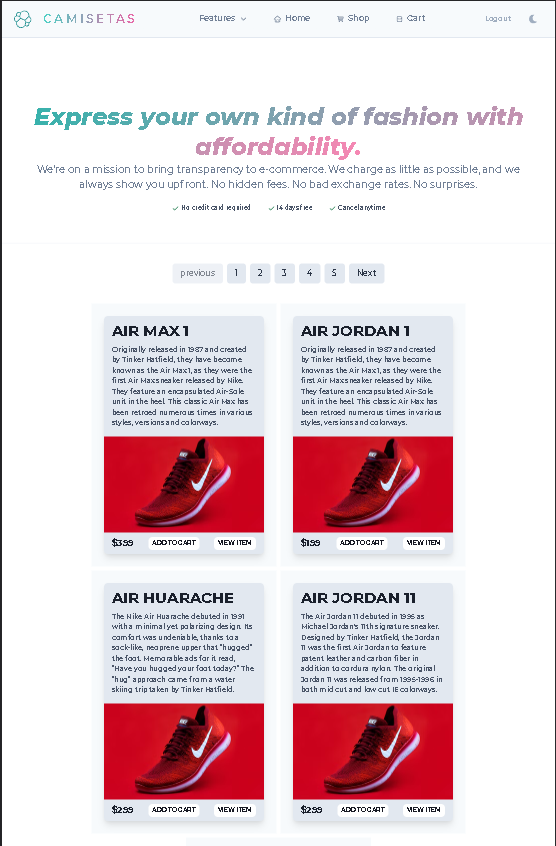 CAMISETAS
Features Home Shop Cart Logout
Express your own kind of fashion with
affordability.
We're on a mission to bring transparency to e-commerce. We charge as little as possible, and we
always show you upfront. No hidden fees. No bad exchange rates. No surprises.
No credit card required 14 days free Cancel anytime
previous 1 2 3 4 5 Next
AIR MAX 1
Originally released in 1987 and created
by Tinker Hatfield, they have become
known as the Air Max 1, as they were the
first Air Max sneaker released by Nike.
They feature an encapsulated Air-Sole
unit in the heel. This classic Air Max has
been retroed numerous times in various
styles, versions and colorways.
$399 ADD TO CART VIEW ITEM
AIR JORDAN 1
Originally released in 1987 and created
by Tinker Hatfield, they have become
known as the Air Max 1, as they were the
first Air Max sneaker released by Nike.
They feature an encapsulated Air-Sole
unit in the heel. This classic Air Max has
been retroed numerous times in various
styles, versions and colorways.
$199 ADD TO CART VIEW ITEM
AIR HUARACHE
The Nike Air Huarache debuted in 1991
with a minimal yet polarizing design. Its
comfort was undeniable, thanks to a
sock-like, neoprene upper that "hugged"
the foot. Memorable ads for it read,
"Have you hugged your foot today?" The
"hug" approach came from a water
skiing trip taken by Tinker Hatfield.
$299 ADD TO CART VIEW ITEM
AIR JORDAN 11
The Air Jordan 11 debuted in 1995 as
Michael Jordan's 11th signature sneaker.
Designed by Tinker Hatfield, the Jordan
11 was the first Air Jordan to feature
patent leather and carbon fiber in
addition to cordura nylon. The original
Jordan 11 was released from 1995-1996 in
both mid cut and low cut IE colorways.
$299 ADD TO CART VIEW ITEM